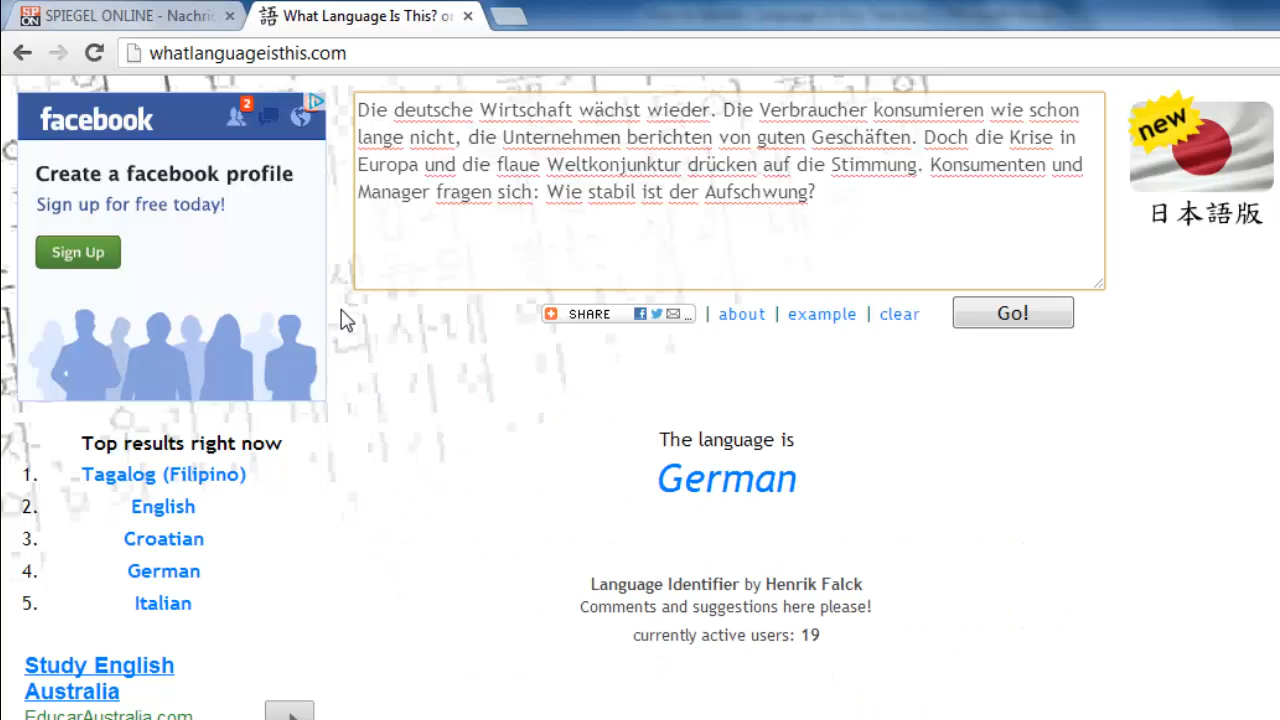 SPIEGEL ONLINE - Nachri
語 What Language Is This? or
whatlanguageisthis.com
facebook
2
Create a facebook profile
Sign up for free today!
Sign Up
Die deutsche Wirtschaft wächst wieder. Die Verbraucher konsumieren wie schon
lange nicht, die Unternehmen berichten von guten Geschäften. Doch die Krise in
Europa und die flaue Weltkonjunktur drücken auf die Stimmung. Konsumenten und
Manager fragen sich: Wie stabil ist der Aufschwung?
new
日本語版
SHARE ... | about | example | clear
Go!
Top results right now
1. Tagalog (Filipino)
2. English
3. Croatian
4. German
5. Italian
The language is
German
Language Identifier by Henrik Falck
Comments and suggestions here please!
currently active users: 19
Study English
Australia
EducarAustralia.com